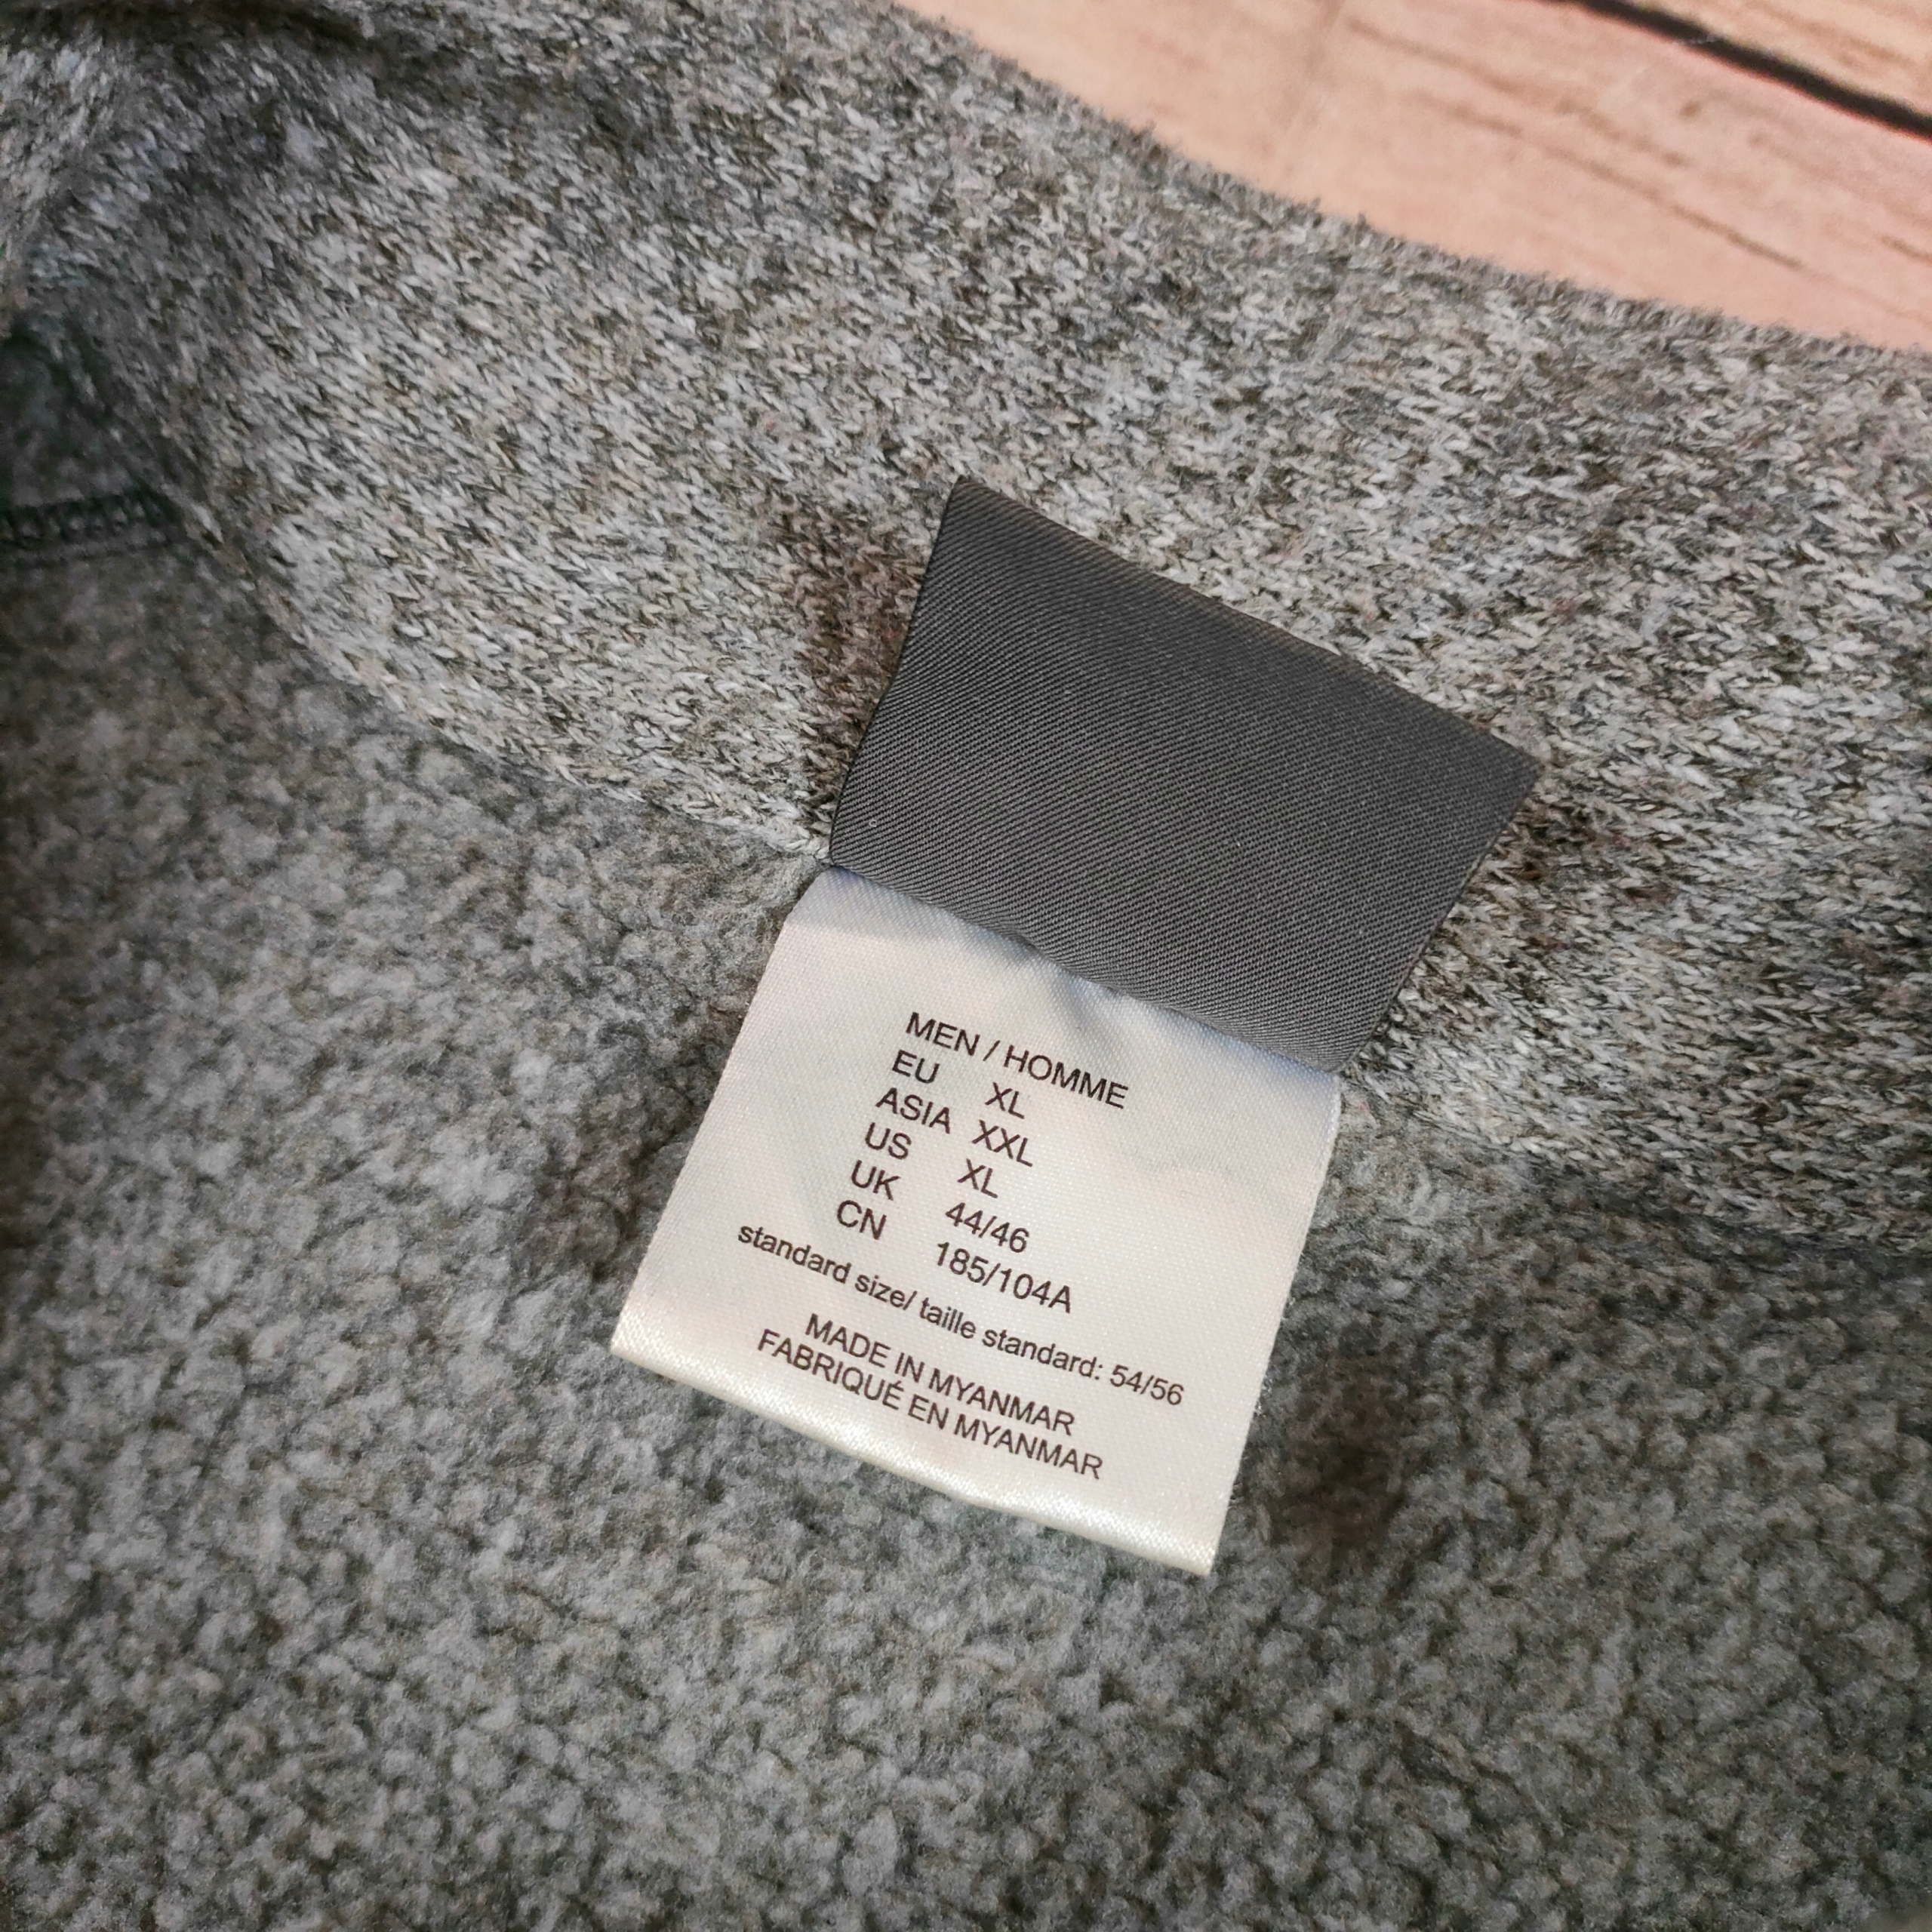 MEN / HOMME
EU XL
ASIA XXL
US XL
UK 44/46
CN 185/104A
standard size/ taille standard: 54/56
MADE IN MYANMAR
FABRIQUÉ EN MYANMAR